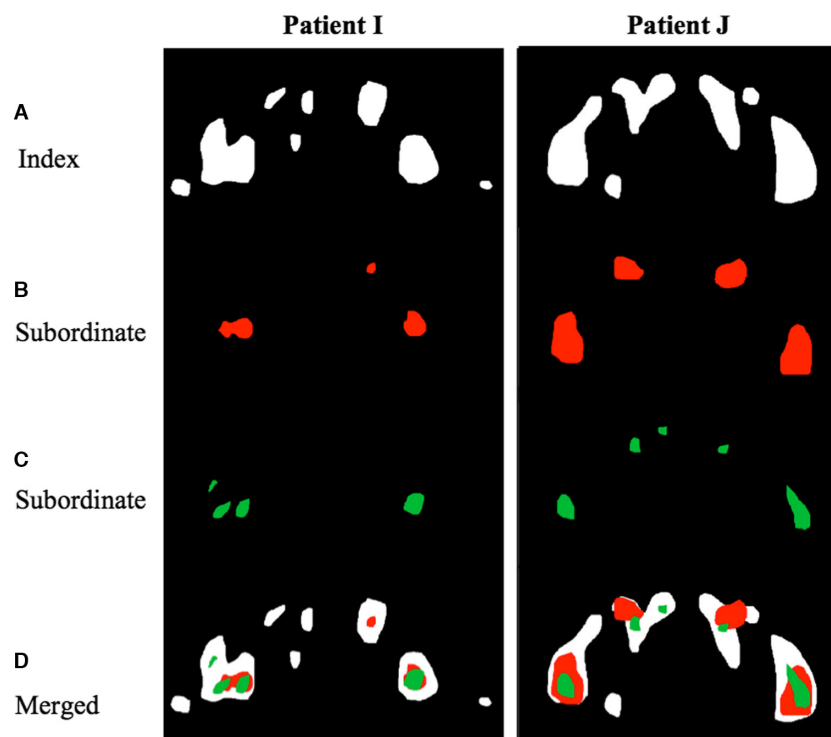 Patient I
Patient J
A
Index
B
Subordinate
C
Subordinate
D
Merged